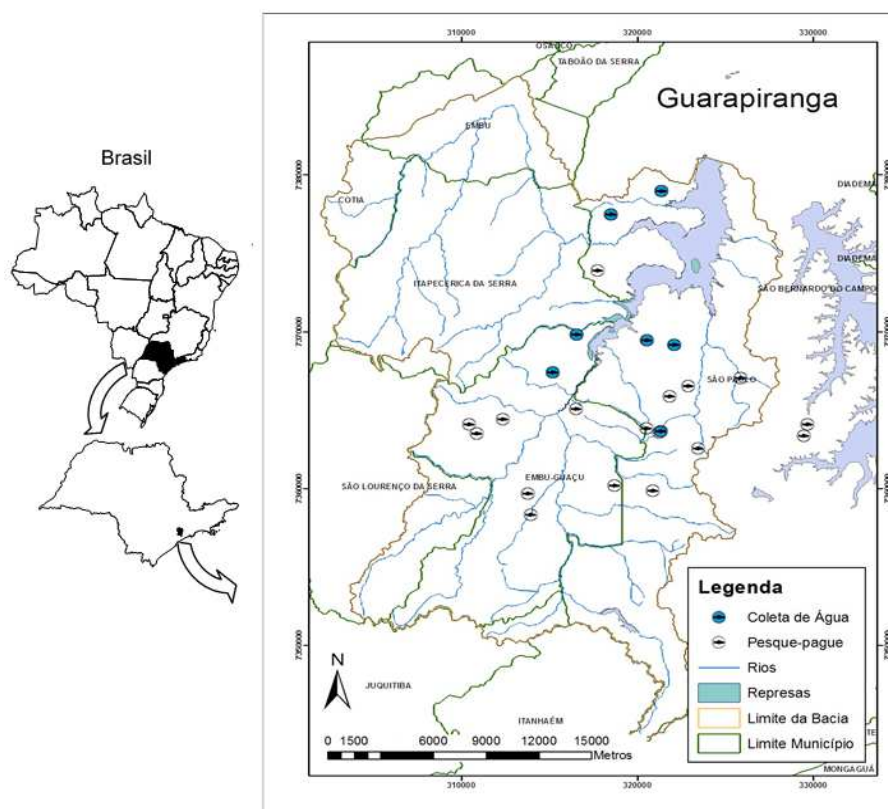 310000
320000
330000
OSASCO
TABOÃO DA SERRA
Guarapiranga
EMBU
Brasil
7380000
DIADEMA
COTIA
DIADEMA
ITAPECERICA DA SERRA
SÃO BERNARDO DO CAMPO
7370000
SÃO PAULO
SÃO LOURENÇO DA SERRA
EMBU-GUAÇU
7360000
Legenda
Coleta de Água
Pesque-pague
7350000
7350000
N
Rios
JUQUITIBA
Represas
ITANHAÉM
Limite da Bacia
0 1500 3000 6000 9000 12000 15000
Metros
Limite Município
MONGAGUÁ
310000
320000
330000